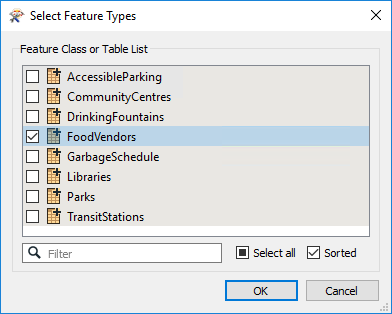 Select Feature Types
Feature Class or Table List
AccessibleParking
CommunityCentres
DrinkingFountains
FoodVendors
GarbageSchedule
Libraries
Parks
TransitStations
Filter Select all Sorted
OK Cancel